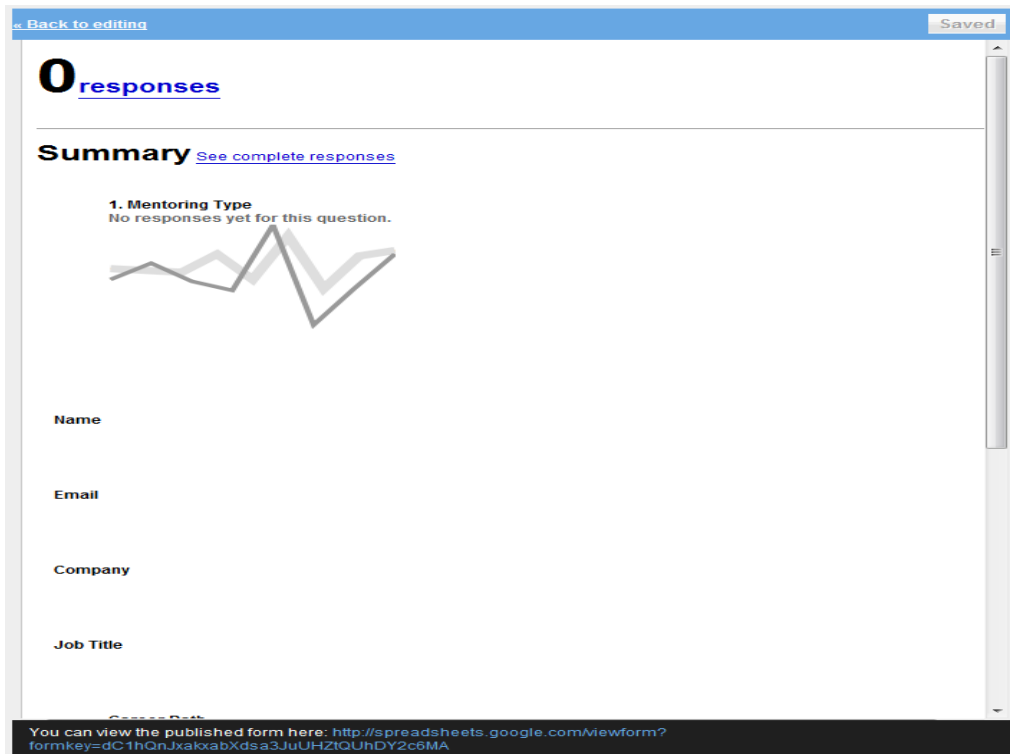 « Back to editing
Saved
0 responses
Summary See complete responses
1. Mentoring Type
No responses yet for this question.
Name
Email
Company
Job Title
Career Path
You can view the published form here: http://spreadsheets.google.com/viewform?
formkey=dC1hQnJxakxabXdsa3JuUHZtQUhDY2c6MA